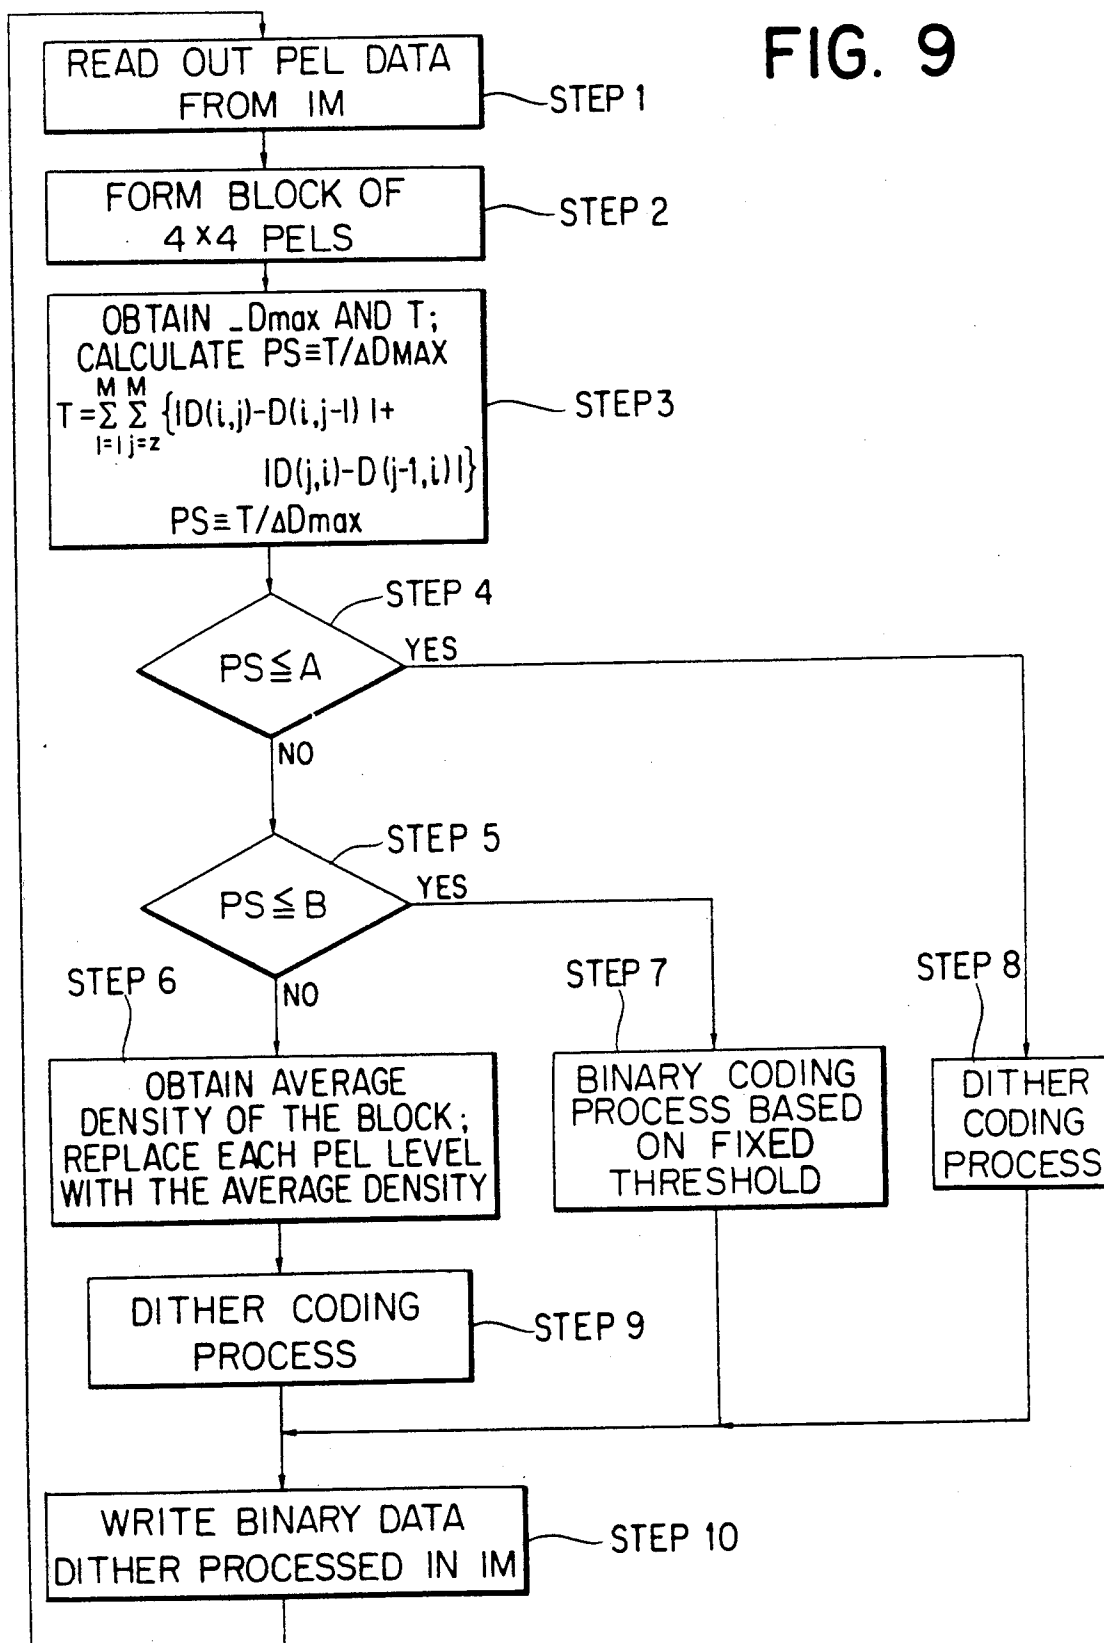 FIG. 9
READ OUT PEL DATA
FROM IM
STEP 1
FORM BLOCK OF
4×4 PELS
STEP 2
OBTAIN _Dmax AND T;
CALCULATE PS≡T/ΔDMAX
M M
T=Σ Σ {|D(i,j)-D(i,j-1)|+
i=1 j=z
|D(j,i)-D(j-1,i)|}
PS≡T/ΔDmax
STEP3
STEP 4
PS≦A
YES
NO
STEP 5
PS≦B
YES
NO
STEP 6
OBTAIN AVERAGE
DENSITY OF THE BLOCK;
REPLACE EACH PEL LEVEL
WITH THE AVERAGE DENSITY
STEP 7
BINARY CODING
PROCESS BASED
ON FIXED
THRESHOLD
STEP 8
DITHER
CODING
PROCESS
DITHER CODING
PROCESS
STEP 9
WRITE BINARY DATA
DITHER PROCESSED IN IM
STEP 10